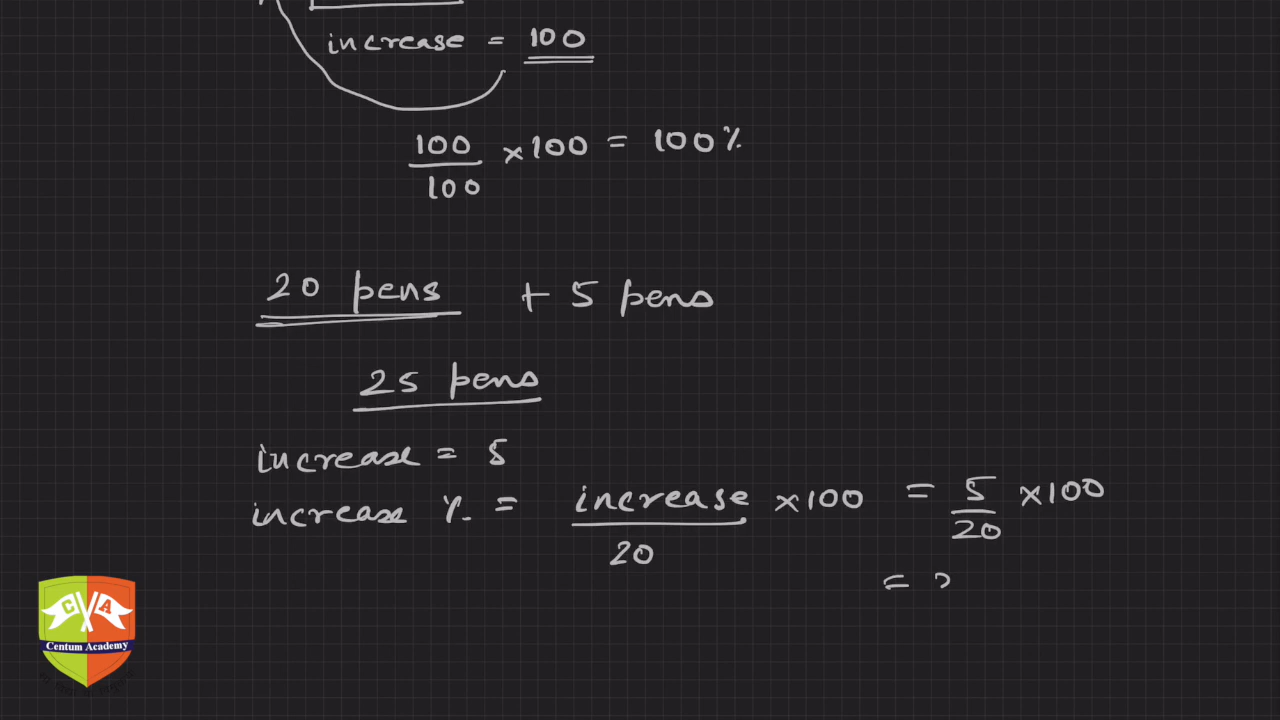 increase = 100
100/100 ×100 = 100%
20 pens + 5 pens
25 pens
increase = 5
increase % = increase/20 ×100 = 5/20 ×100
=
C A
Centum Academy